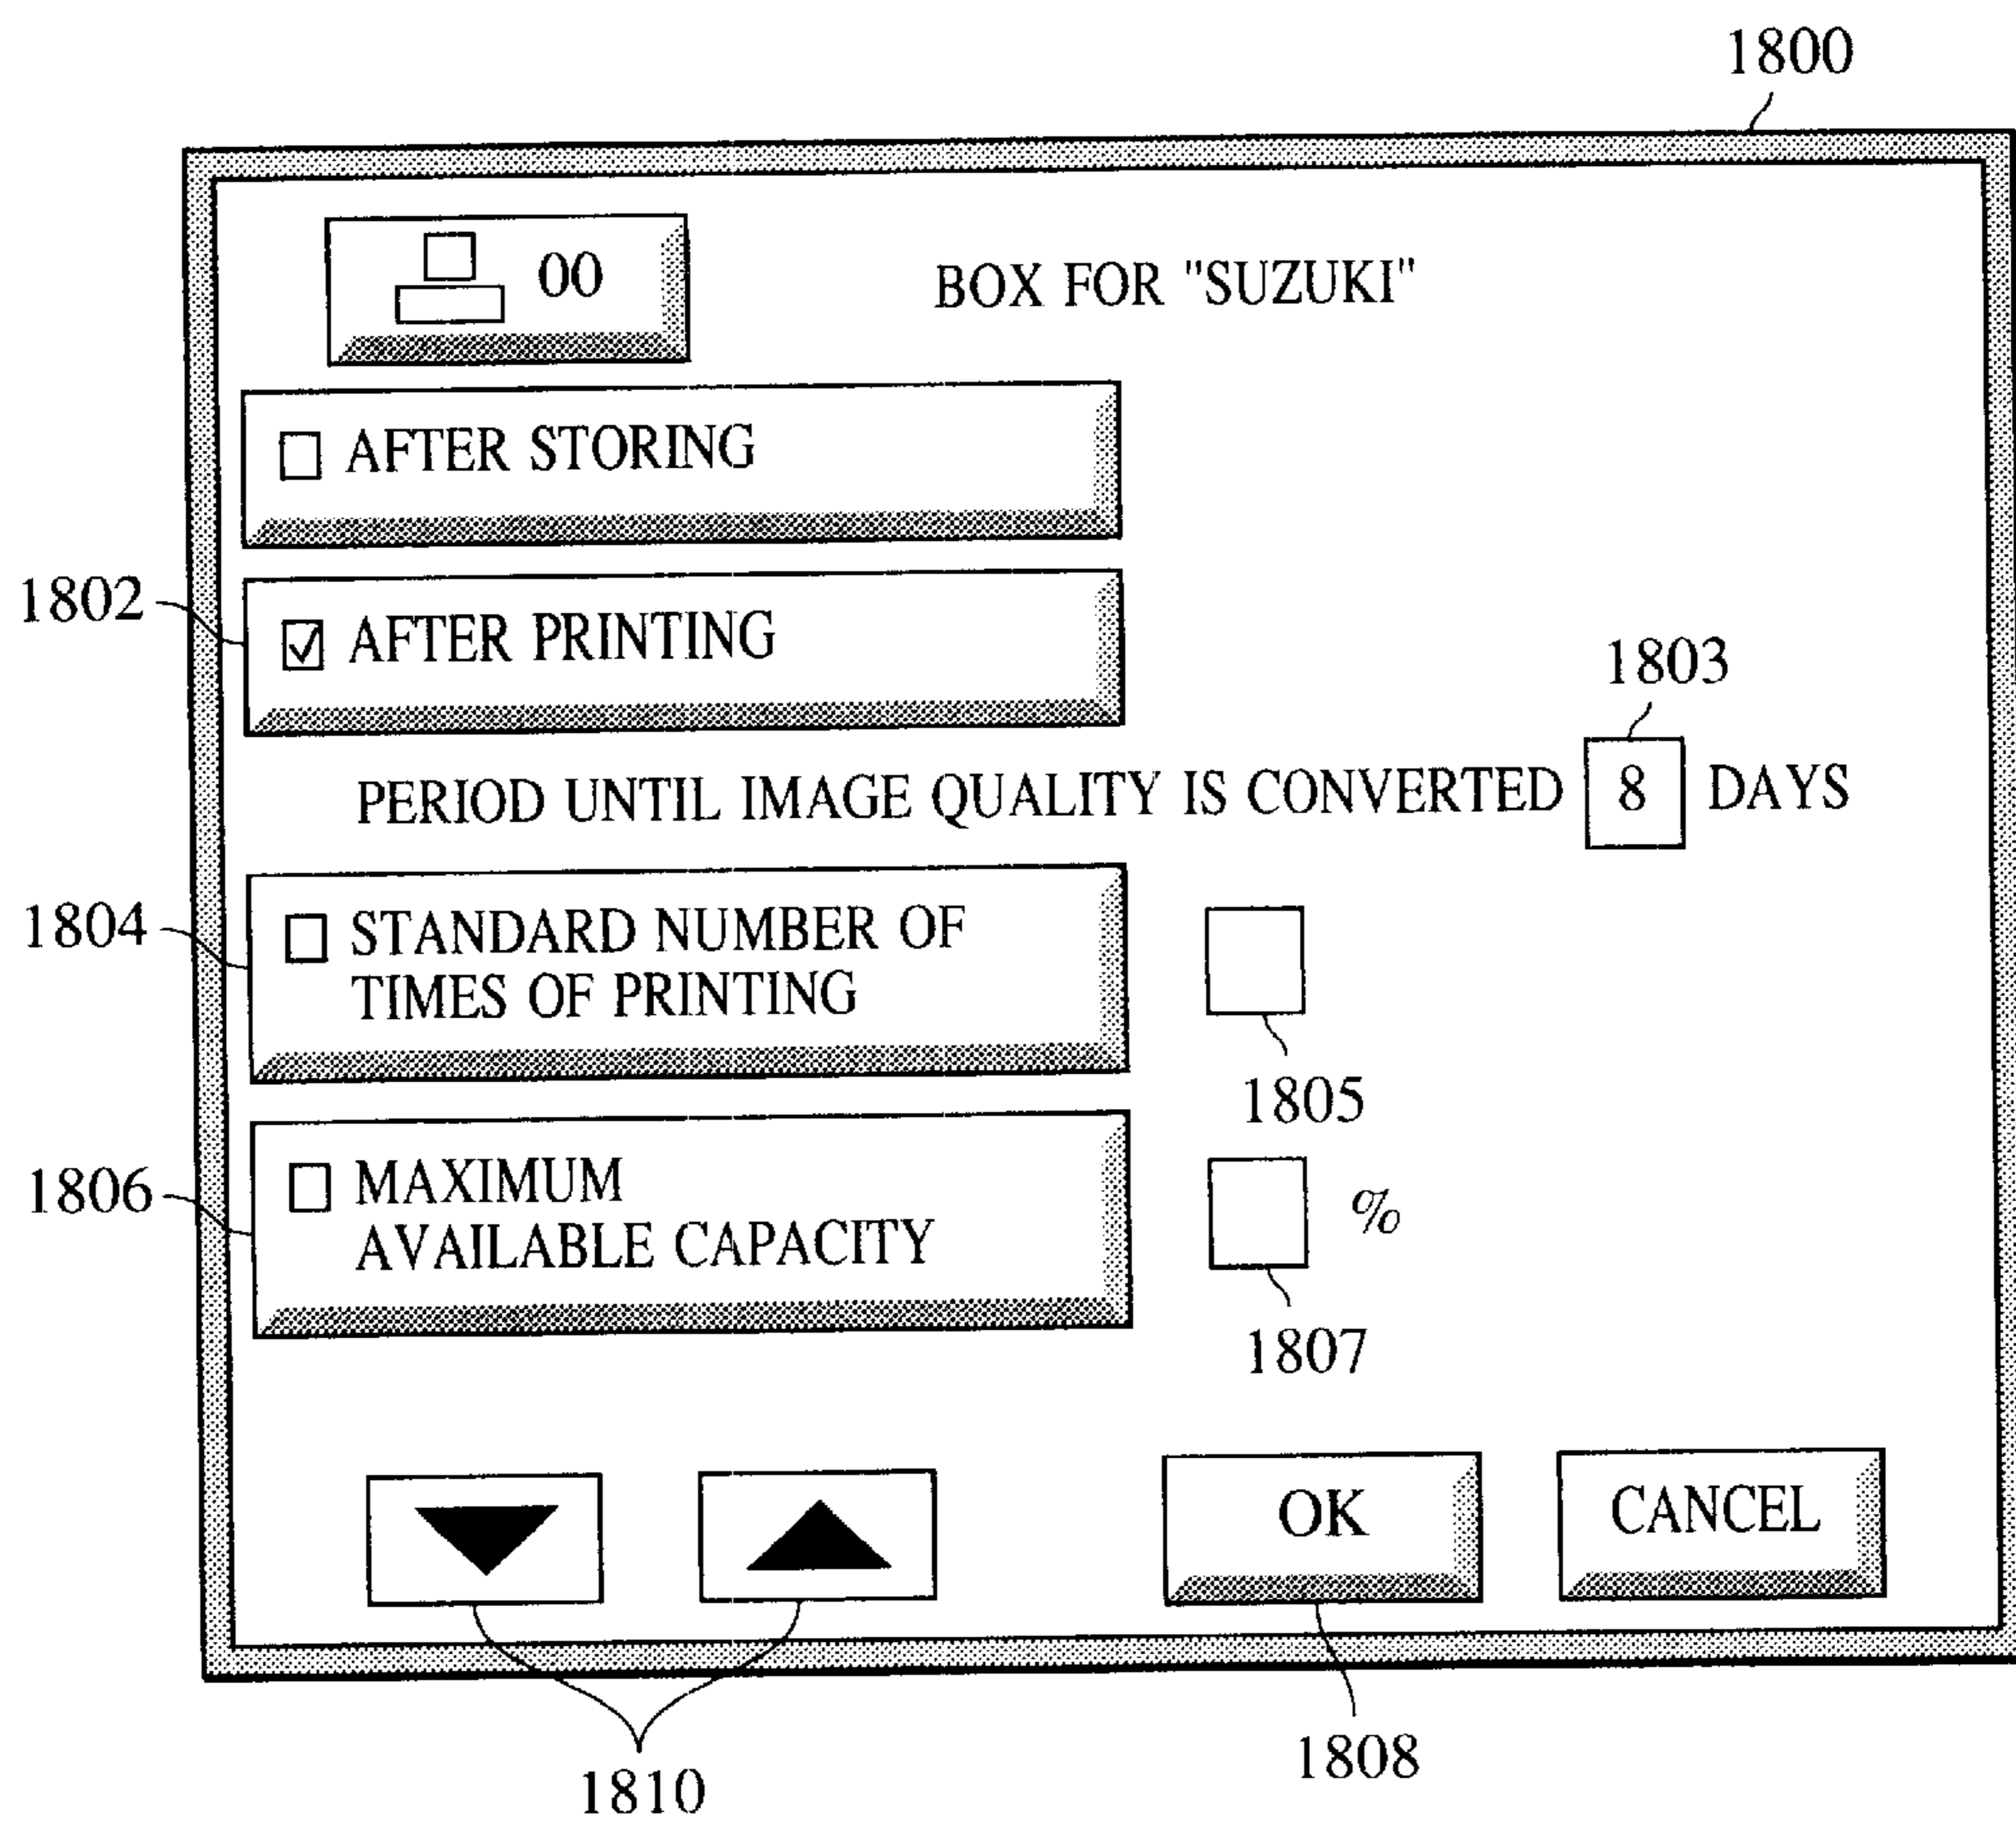 1800
00
BOX FOR "SUZUKI"
AFTER STORING
1802
AFTER PRINTING
1803
PERIOD UNTIL IMAGE QUALITY IS CONVERTED 8 DAYS
1804
STANDARD NUMBER OF
TIMES OF PRINTING
1805
1806
MAXIMUM
AVAILABLE CAPACITY
%
1807
OK
CANCEL
1808
1810